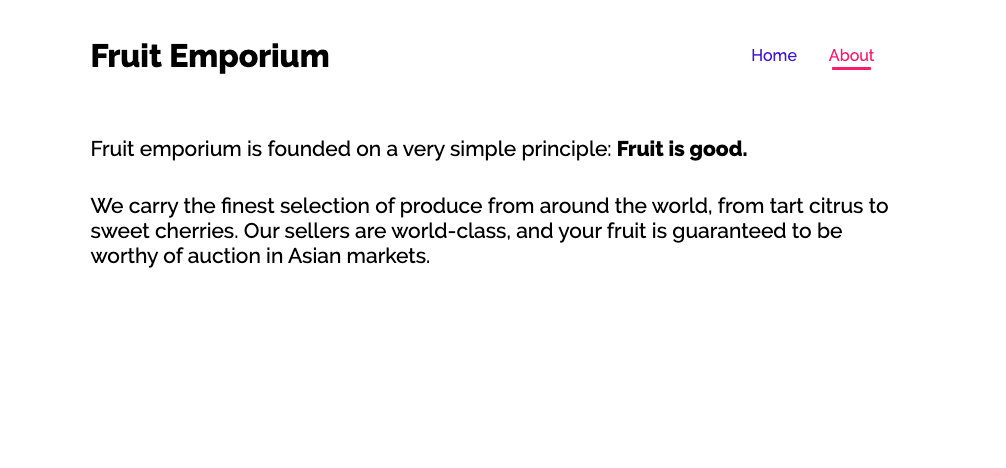 Fruit Emporium
Home About
Fruit emporium is founded on a very simple principle: Fruit is good.
We carry the finest selection of produce from around the world, from tart citrus to
sweet cherries. Our sellers are world-class, and your fruit is guaranteed to be
worthy of auction in Asian markets.